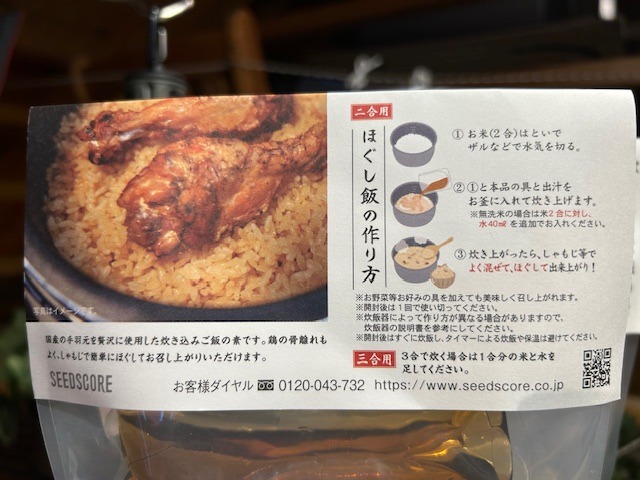 二合用
ほぐし飯の作り方
①お米(2合)はといで
ザルなどで水気を切る。
②①と本品の具と出汁を
お釜に入れて炊き上げます。
※無洗米の場合は米2合に対し、
水40㎖を追加でお入れください。
③炊き上がったら、しゃもじ等で
よく混ぜて、ほぐして出来上がり！
※お野菜等お好みの具を加えても美味しく召し上がれます。
※開封後は1回で使い切ってください。
※炊飯器によって作り方が異なる場合がありますので、
炊飯器の説明書を参考にしてください。
※開封後はすぐに炊飯し、タイマーによる炊飯や保温は避けてください。
三合用
3合で炊く場合は1合分の米と水を
足してください。
写真はイメージです。
国産の手羽元を贅沢に使用した炊き込みご飯の素です。鶏の骨離れも
よく、しゃもじで簡単にほぐしてお召し上がりいただけます。
SEEDSCORE
お客様ダイヤル 0120-043-732 https://www.seedscore.co.jp